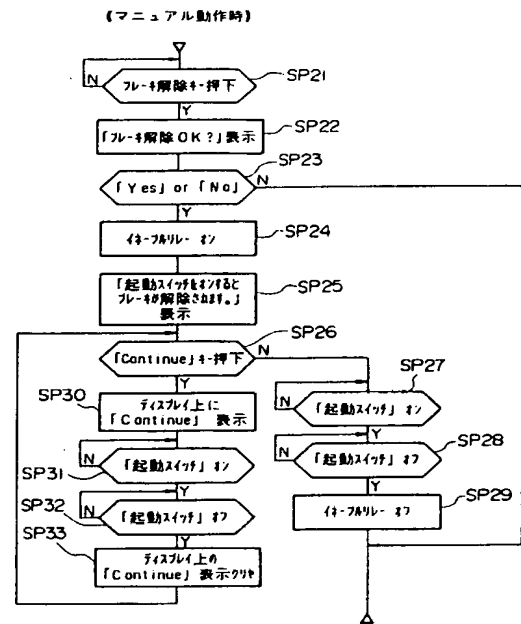 (マニュアル動作時)
ブレーキ解除キー押下
SP21
N
Y
「ブレーキ解除OK?」表示
SP22
SP23
「Yes」or「No」
N
Y
イネーブルリレー オン
SP24
「起動スイッチをオンすると
ブレーキが解除されます。」
表示
SP25
SP26
「Continue」キー押下
N
Y
SP27
SP30
ディスプレイ上に
「Continue」表示
「起動スイッチ」オン
N
Y
SP28
「起動スイッチ」オン
N
SP31
Y
「起動スイッチ」オフ
N
Y
SP32
「起動スイッチ」オフ
N
Y
イネーブルリレー オフ
SP29
SP33
ディスプレイ上の
「Continue」表示クリヤ